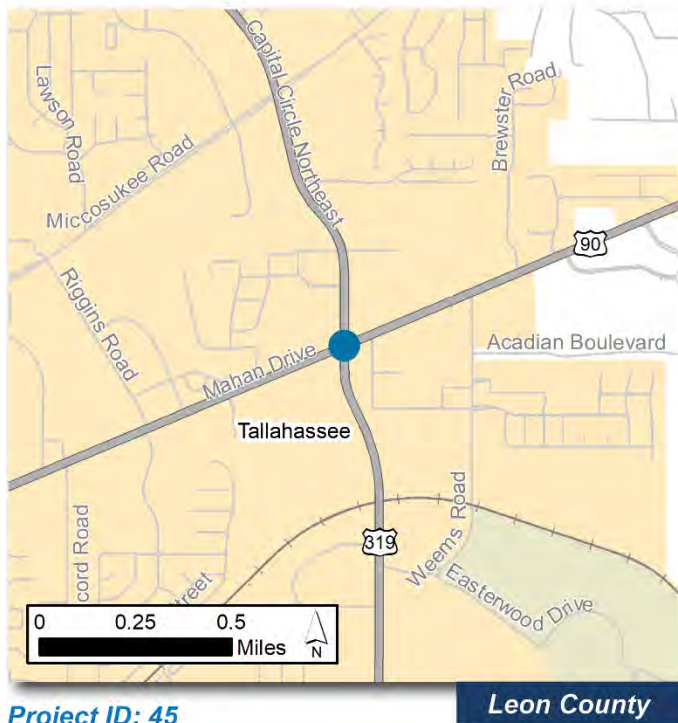 Capital Circle Northeast
Lawson Road
Brewster Road
Miccosukee Road
90
Riggins Road
Mahan Drive
Acadian Boulevard
Tallahassee
cord Road
319
Weems Road
Easterwood Drive
street
0 0.25 0.5
Miles
N
Project ID: 45
Leon County